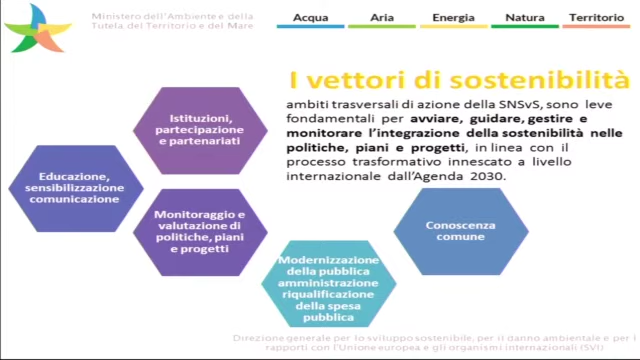 Ministero dell'Ambiente e della
Tutela del Territorio e del Mare
Acqua
Aria
Energia
Natura
Territorio
I vettori di sostenibilità
ambiti trasversali di azione della SNSvS, sono leve
fondamentali per avviare, guidare, gestire e
monitorare l'integrazione della sostenibilità nelle
politiche, piani e progetti, in linea con il
processo trasformativo innescato a livello
internazionale dall'Agenda 2030.
Istituzioni,
partecipazione
e partenariati
Educazione,
sensibilizzazione
comunicazione
Monitoraggio e
valutazione di
politiche, piani
e progetti
Modernizzazione
della pubblica
amministrazione
riqualificazione
della spesa
pubblica
Conoscenza
comune
Direzione generale per lo sviluppo sostenibile, per il danno ambientale e per i
rapporti con l'Unione europea e gli organismi internazionali (SVI)